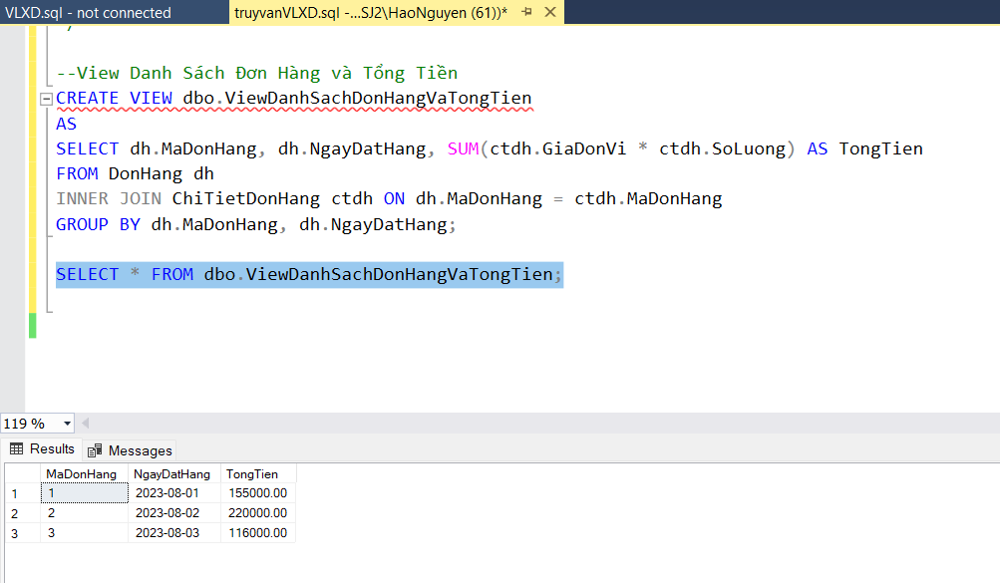 VLXD.sql - not connected
truyvanVLXD.sql -...SJ2\HaoNguyen (61))*
--View Danh Sách Đơn Hàng và Tổng Tiền
CREATE VIEW dbo.ViewDanhSachDonHangVaTongTien
AS
SELECT dh.MaDonHang, dh.NgayDatHang, SUM(ctdh.GiaDonVi * ctdh.SoLuong) AS TongTien
FROM DonHang dh
INNER JOIN ChiTietDonHang ctdh ON dh.MaDonHang = ctdh.MaDonHang
GROUP BY dh.MaDonHang, dh.NgayDatHang;
SELECT * FROM dbo.ViewDanhSachDonHangVaTongTien;
119 %
Results Messages
MaDonHang NgayDatHang TongTien
1 1 2023-08-01 155000.00
2 2 2023-08-02 220000.00
3 3 2023-08-03 116000.00